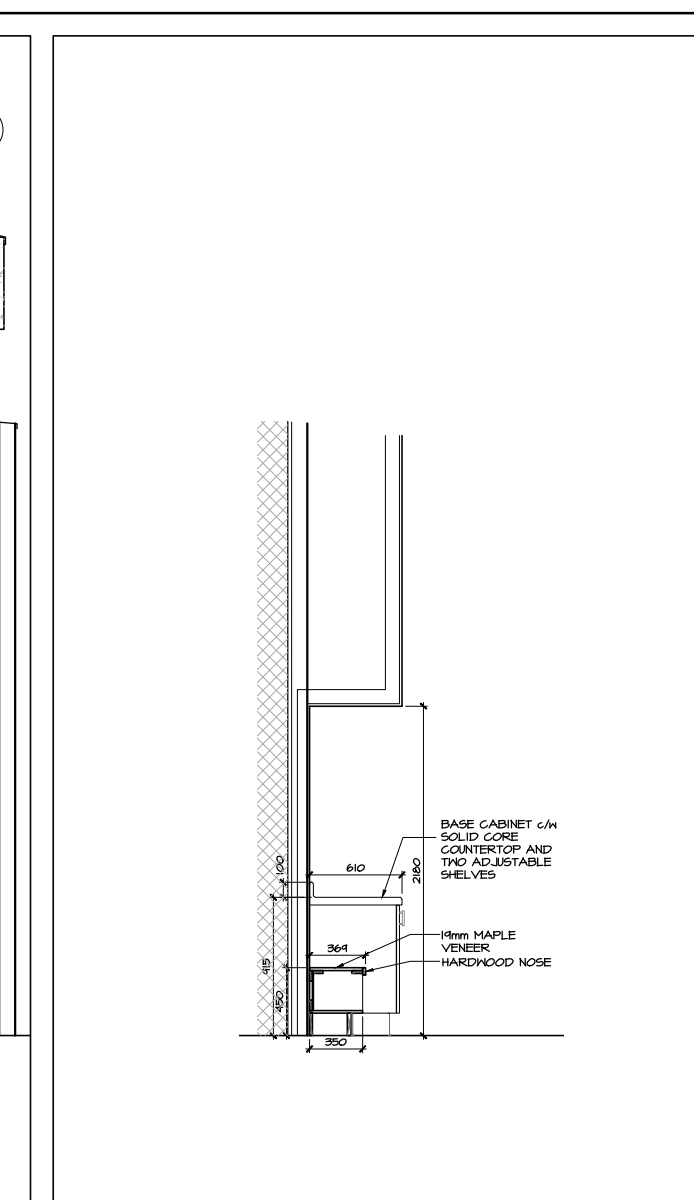 BASE CABINET c/w
SOLID CORE
COUNTERTOP AND
TWO ADJUSTABLE
SHELVES
100
610
2180
19mm MAPLE
VENEER
HARDWOOD NOSE
369
915
450
350